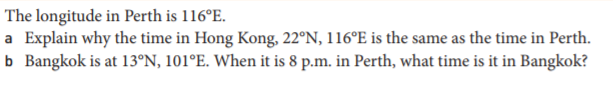 The longitude in Perth is 116°E.
a Explain why the time in Hong Kong, 22°N, 116°E is the same as the time in Perth.
b Bangkok is at 13°N, 101°E. When it is 8 p.m. in Perth, what time is it in Bangkok?